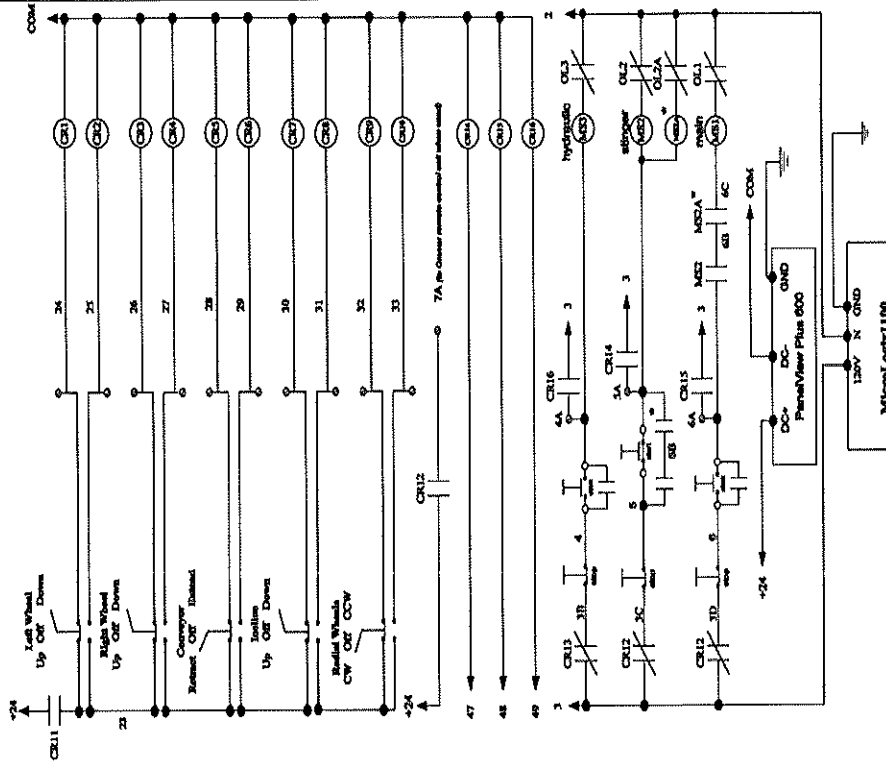 COM
CR1
CR2
CR3
CR4
CR5
CR6
CR7
CR8
CR9
24
25
26
27
28
29
30
31
32
33
7A
Left Wheel
Up Off Down
Right Wheel
Up Off Down
Conveyor
Retract Off Extend
Incline
Up Off Down
Radial Wheels
CW Off CCW
+24
CR11
23
+24
CR12
47
48
49
2
hydraulic
MS3
OL3
stinger
MS2
OL2
OL2A
*
main
MS1
OL1
3
CR16
4A
3
CR14
5A
3
CR15
6A
MS2
6B
MS2A*
6C
4
stop
3B
CR13
5
start
5B
*
stop
3C
CR12
6
stop
3D
CR12
3
COM
+24
DC+
DC-
GND
PanelView Plus 600
120V
N
GND
MicroLogix1100